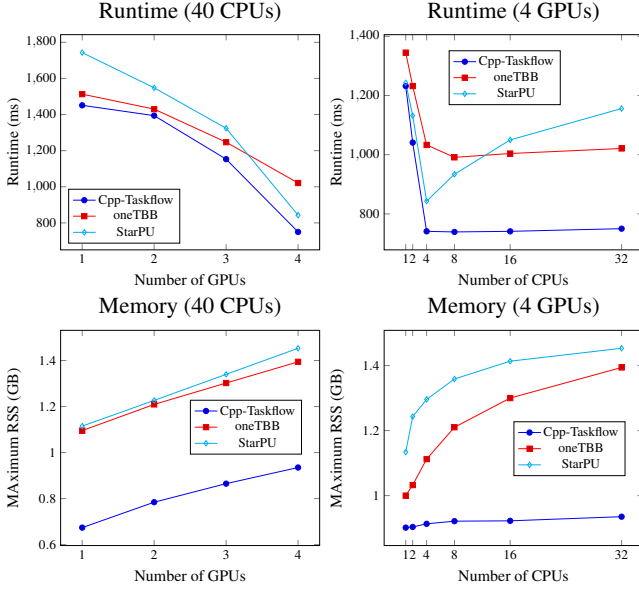 Runtime (40 CPUs)
Runtime (ms)
1,800
1,600
1,400
1,200
1,000
800
Cpp-Taskflow
oneTBB
StarPU
1 2 3 4
Number of GPUs
Runtime (4 GPUs)
Runtime (ms)
1,400
1,200
1,000
800
Cpp-Taskflow
oneTBB
StarPU
1 2 4 8 16 32
Number of CPUs
Memory (40 CPUs)
MAximum RSS (GB)
1.4
1.2
1
0.8
0.6
Cpp-Taskflow
oneTBB
StarPU
1 2 3 4
Number of GPUs
Memory (4 GPUs)
MAximum RSS (GB)
1.4
1.2
1
Cpp-Taskflow
oneTBB
StarPU
1 2 4 8 16 32
Number of CPUs